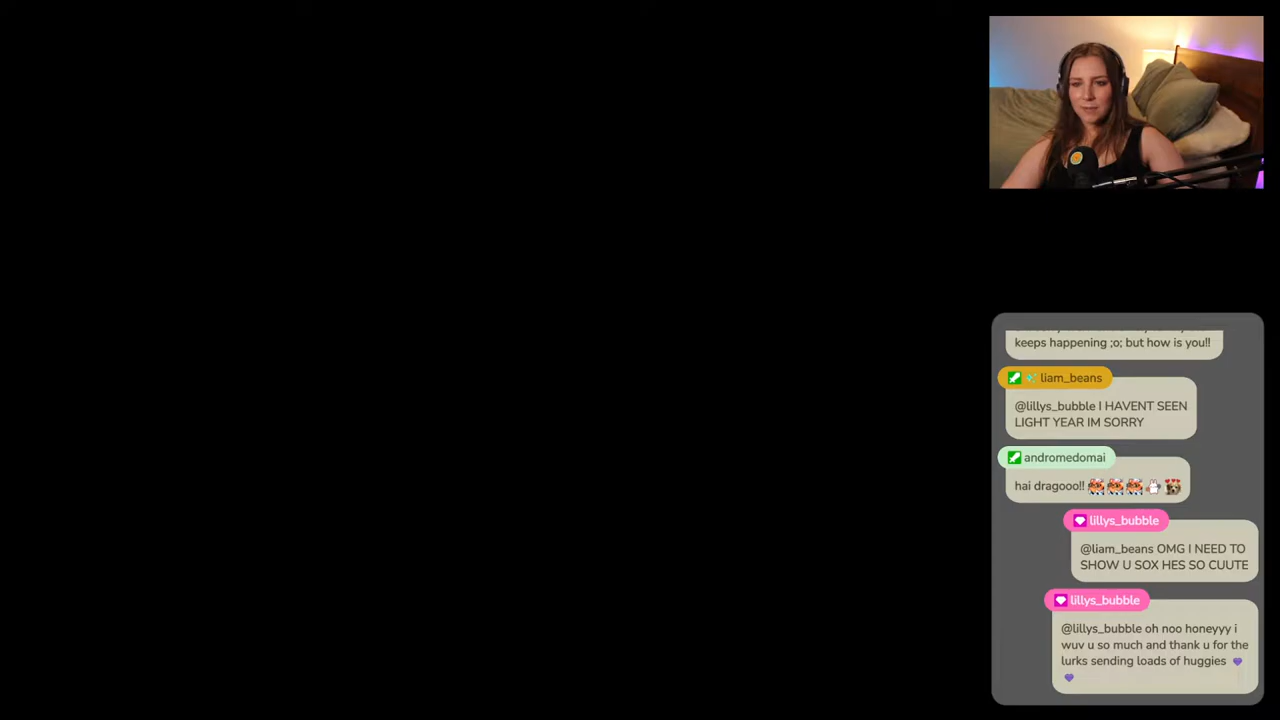 keeps happening ;o; but how is you!!
liam_beans
@lillys_bubble I HAVENT SEEN
LIGHT YEAR IM SORRY
andromedomai
hai dragooo!!
lillys_bubble
@liam_beans OMG I NEED TO
SHOW U SOX HES SO CUUTE
lillys_bubble
@lillys_bubble oh noo honeyyy i
wuv u so much and thank u for the
lurks sending loads of huggies